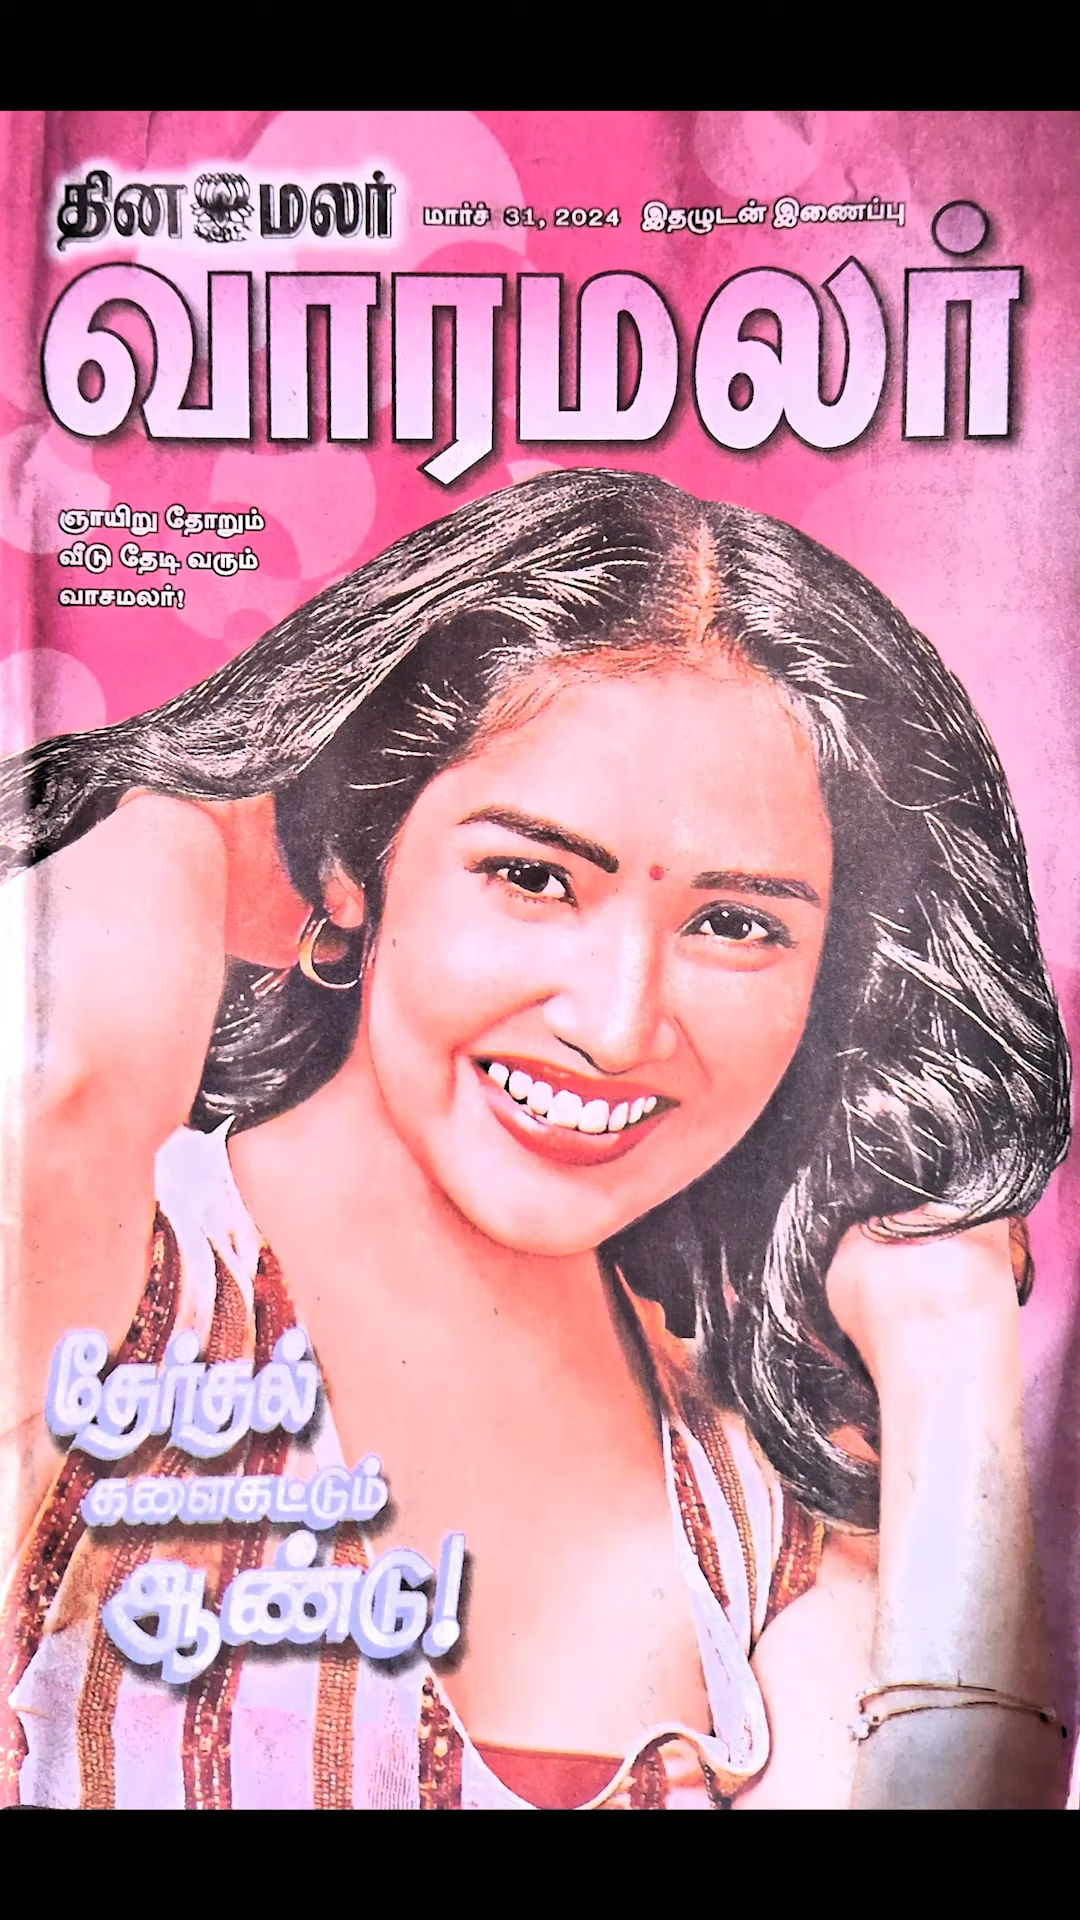 தினமலர் மார்ச் 31, 2024 இதழுடன் இணைப்பு
வாரமலர்
ஞாயிறு தோறும்
வீடு தேடி வரும்
வாசமலர்!
தேர்தல்
களைகட்டும்
ஆண்டு!